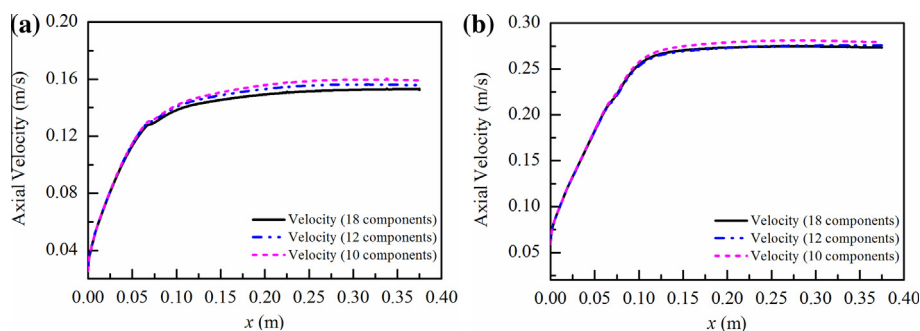 (a)
0.20
0.16
0.12
0.08
0.04
Axial Velocity (m/s)
Velocity (18 components)
Velocity (12 components)
Velocity (10 components)
0.00 0.05 0.10 0.15 0.20 0.25 0.30 0.35 0.40
x (m)
(b)
0.30
0.25
0.20
0.15
0.10
0.05
0.00
Axial Velocity (m/s)
Velocity (18 components)
Velocity (12 components)
Velocity (10 components)
0.00 0.05 0.10 0.15 0.20 0.25 0.30 0.35 0.40
x (m)